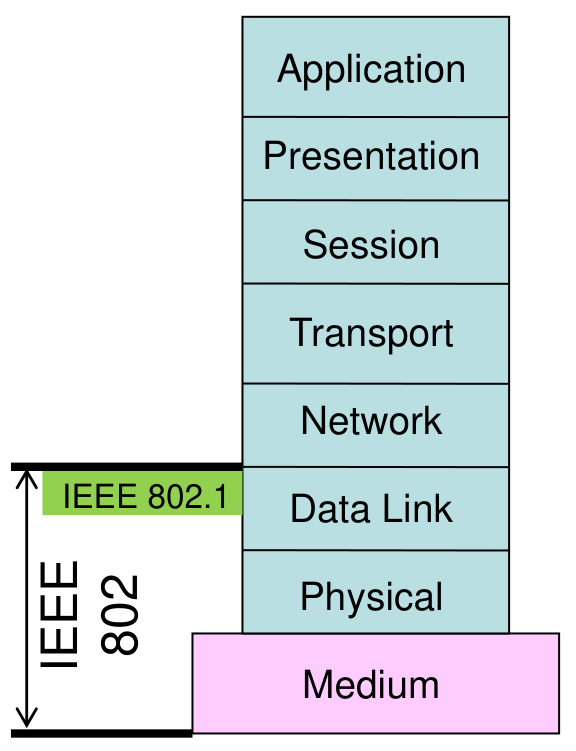 Application
Presentation
Session
Transport
Network
IEEE 802.1
Data Link
IEEE
802
Physical
Medium